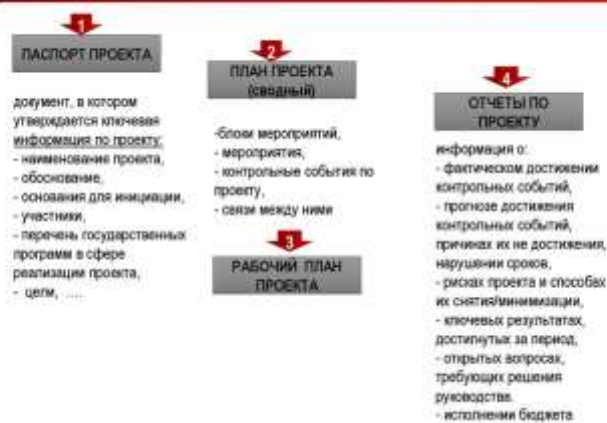 1
ПАСПОРТ ПРОЕКТА
документ, в котором
утверждается ключевая
информация по проекту:
- наименование проекта,
- обоснование,
- основания для инициации,
- участники,
- перечень государственных
программ в сфере
реализации проекта,
- цели, ....
2
ПЛАН ПРОЕКТА
(сводный)
-блоки мероприятий,
- мероприятия,
- контрольные события по
проекту,
- связи между ними
3
РАБОЧИЙ ПЛАН
ПРОЕКТА
4
ОТЧЕТЫ ПО
ПРОЕКТУ
информация о:
- фактическом достижении
контрольных событий,
- прогнозе достижения
контрольных событий,
причинах их не достижения,
нарушении сроков,
- рисках проекта и способах
их снятия/минимизации,
- ключевых результатах,
достигнутых за период,
- открытых вопросах,
требующих решения
руководства.
- исполнении бюджета